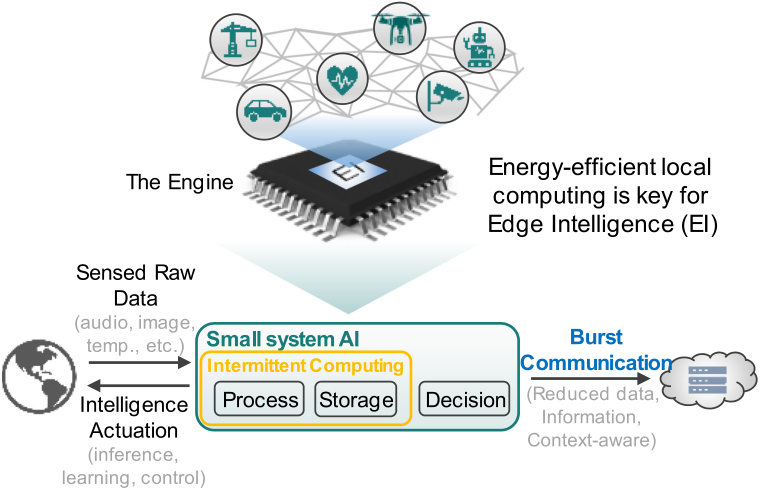 EI
The Engine
Energy-efficient local
computing is key for
Edge Intelligence (EI)
Sensed Raw
Data
(audio, image,
temp., etc.)
Intelligence
Actuation
(inference,
learning, control)
Small system AI
Intermittent Computing
Process
Storage
Decision
Burst
Communication
(Reduced data,
Information,
Context-aware)